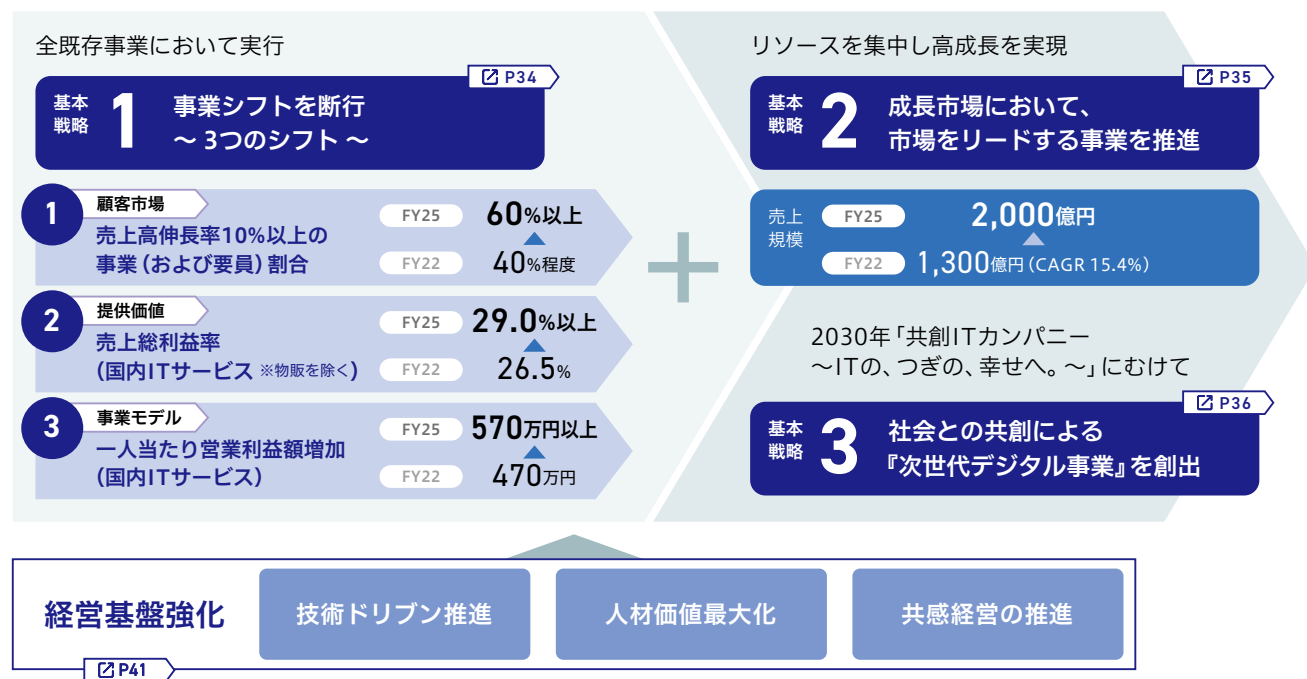 全既存事業において実行
P34
基本
戦略
1
事業シフトを断行
～ 3つのシフト ～
1
顧客市場
売上高伸長率10%以上の
事業（および要員）割合
FY25 60%以上
FY22 40%程度
2
提供価値
売上総利益率
（国内ITサービス ※物販を除く）
FY25 29.0%以上
FY22 26.5%
3
事業モデル
一人当たり営業利益額増加
（国内ITサービス）
FY25 570万円以上
FY22 470万円
リソースを集中し高成長を実現
P35
基本
戦略
2
成長市場において、
市場をリードする事業を推進
売上
規模
FY25 2,000億円
FY22 1,300億円（CAGR 15.4%）
2030年「共創ITカンパニー
～ITの、つぎの、幸せへ。～」にむけて
P36
基本
戦略
3
社会との共創による
『次世代デジタル事業』を創出
経営基盤強化
P41
技術ドリブン推進
人材価値最大化
共感経営の推進